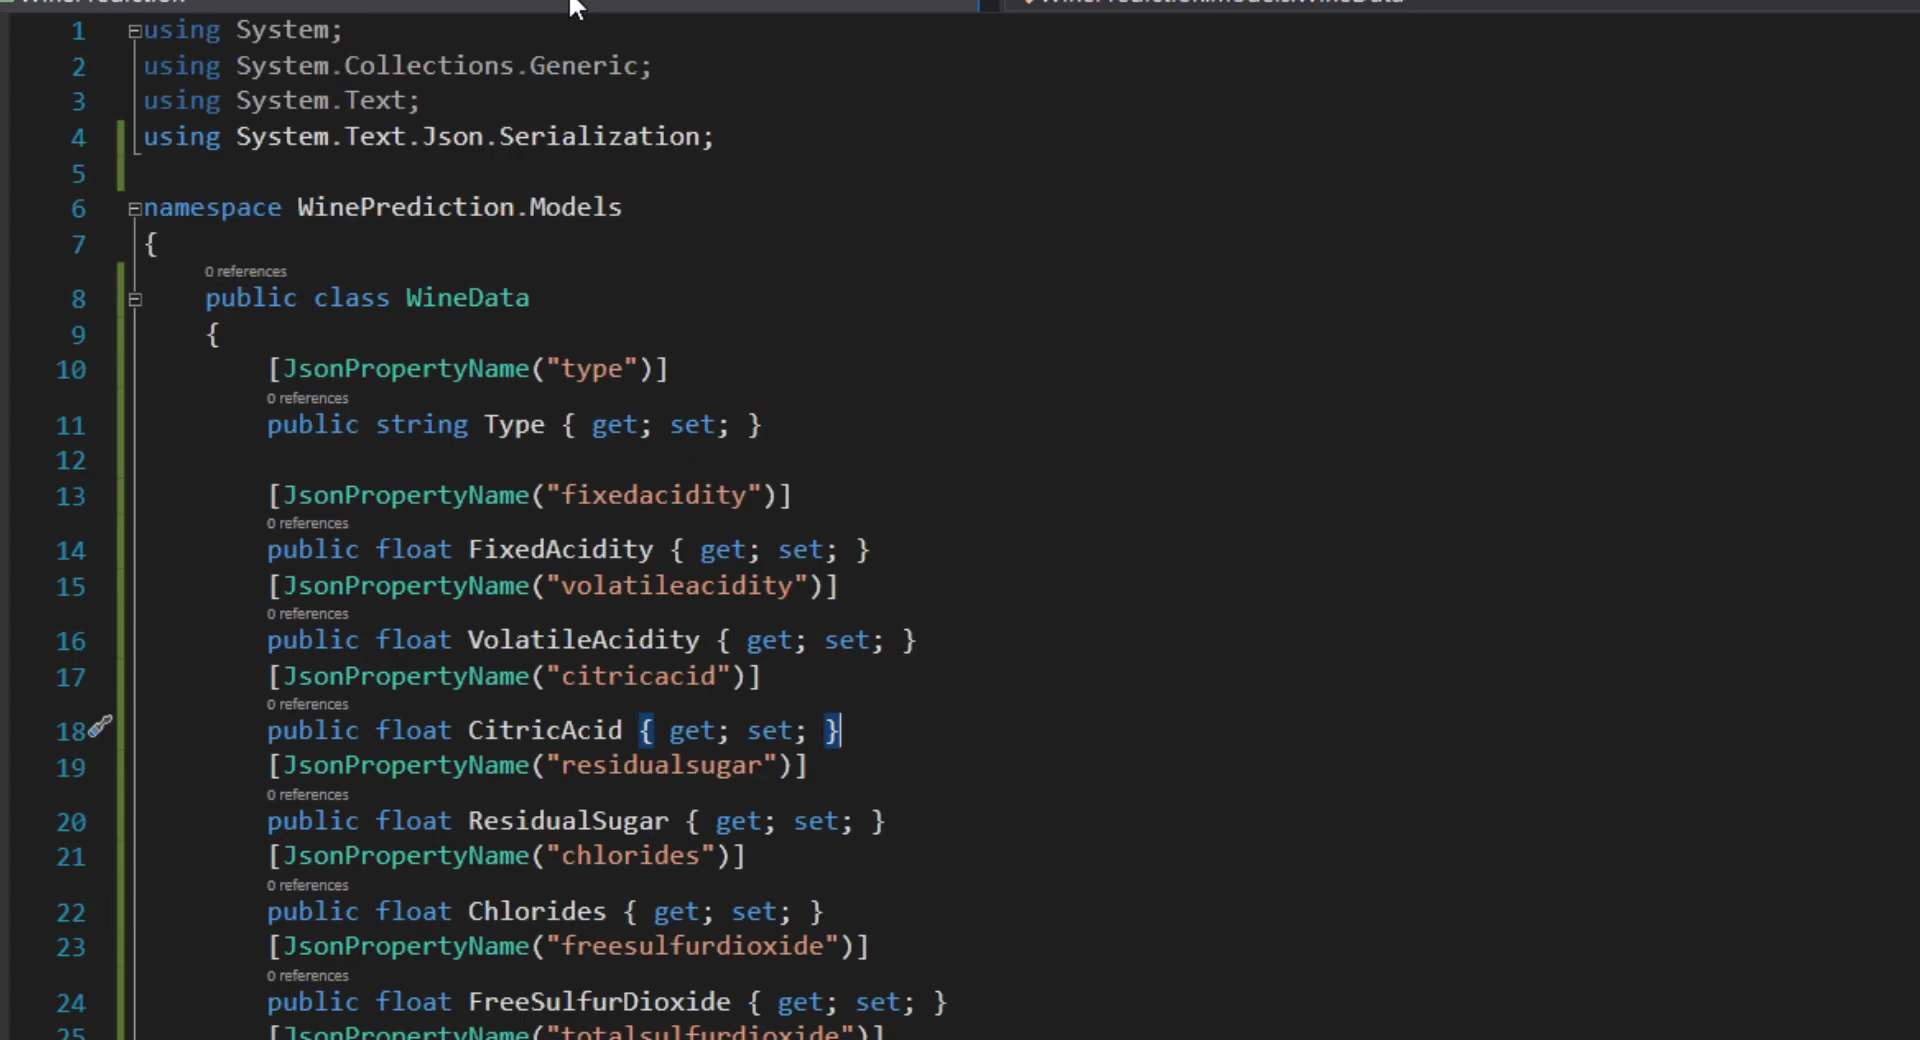 1 using System;
2 using System.Collections.Generic;
3 using System.Text;
4 using System.Text.Json.Serialization;
5
6 namespace WinePrediction.Models
7 {
0 references
8 public class WineData
9 {
10 [JsonPropertyName("type")]
0 references
11 public string Type { get; set; }
12
13 [JsonPropertyName("fixedacidity")]
0 references
14 public float FixedAcidity { get; set; }
15 [JsonPropertyName("volatileacidity")]
0 references
16 public float VolatileAcidity { get; set; }
17 [JsonPropertyName("citricacid")]
0 references
18 public float CitricAcid { get; set; }
19 [JsonPropertyName("residualsugar")]
0 references
20 public float ResidualSugar { get; set; }
21 [JsonPropertyName("chlorides")]
0 references
22 public float Chlorides { get; set; }
23 [JsonPropertyName("freesulfurdioxide")]
0 references
24 public float FreeSulfurDioxide { get; set; }
25 [JsonPropertyName("totalsulfurdioxide")]